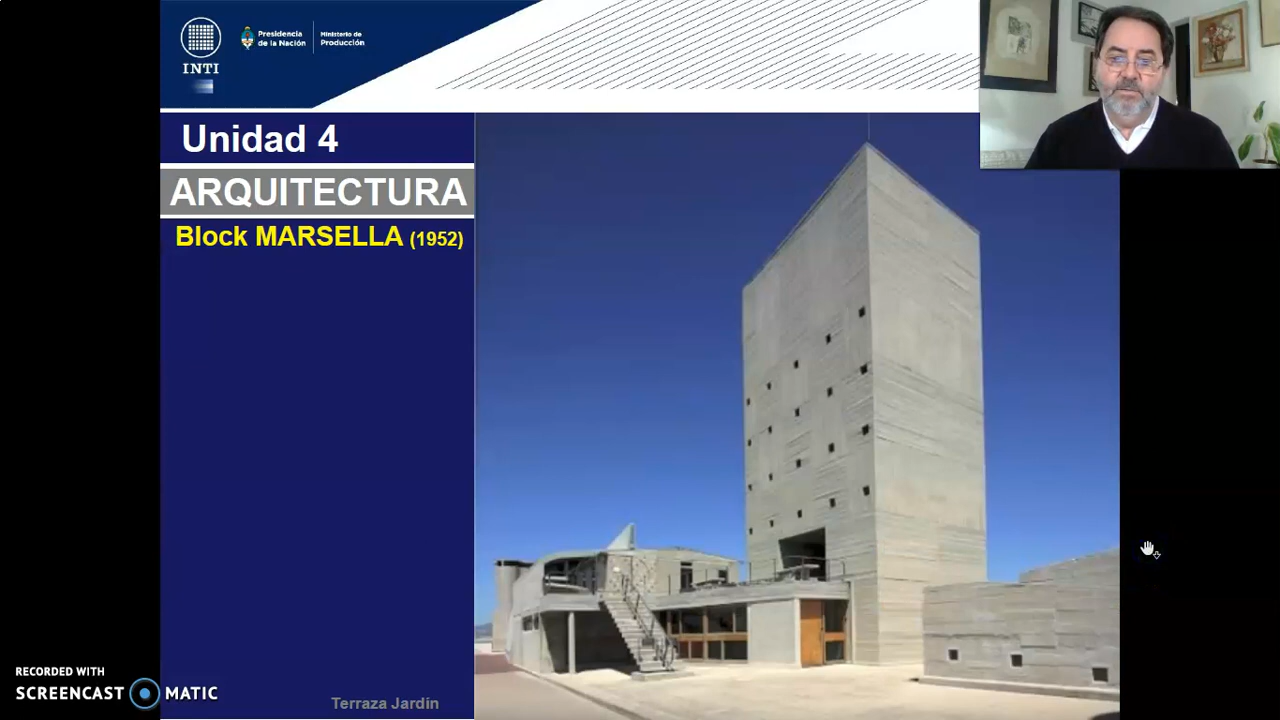 INTI
Presidencia
de la Nación
Ministerio de
Producción
Unidad 4
ARQUITECTURA
Block MARSELLA (1952)
Terraza Jardín
RECORDED WITH
SCREENCAST MATIC